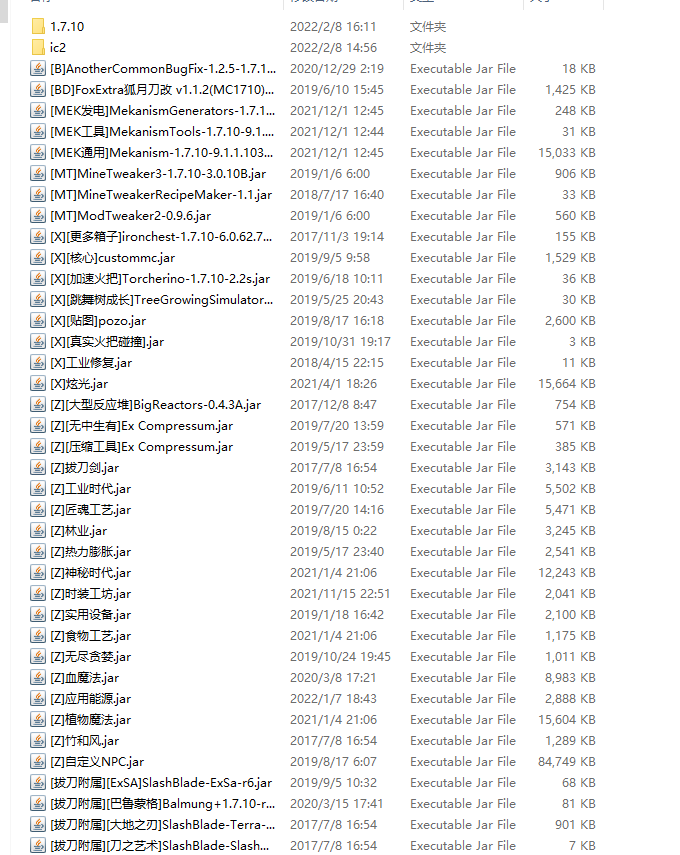 1.7.10 2022/2/8 16:11 文件夹
ic2 2022/2/8 14:56 文件夹
[B]AnotherCommonBugFix-1.2.5-1.7.1... 2020/12/29 2:19 Executable Jar File 18 KB
[BD]FoxExtra狐月刀改 v1.1.2(MC1710)... 2019/6/10 15:45 Executable Jar File 1,425 KB
[MEK发电]MekanismGenerators-1.7.1... 2021/12/1 12:45 Executable Jar File 248 KB
[MEK工具]MekanismTools-1.7.10-9.1.... 2021/12/1 12:44 Executable Jar File 31 KB
[MEK通用]Mekanism-1.7.10-9.1.1.103... 2021/12/1 12:45 Executable Jar File 15,033 KB
[MT]MineTweaker3-1.7.10-3.0.10B.jar 2019/1/6 6:00 Executable Jar File 906 KB
[MT]MineTweakerRecipeMaker-1.1.jar 2018/7/17 16:40 Executable Jar File 33 KB
[MT]ModTweaker2-0.9.6.jar 2019/1/6 6:00 Executable Jar File 560 KB
[X][更多箱子]ironchest-1.7.10-6.0.62.7... 2017/11/3 19:14 Executable Jar File 155 KB
[X][核心]custommc.jar 2019/9/5 9:58 Executable Jar File 1,529 KB
[X][加速火把]Torcherino-1.7.10-2.2s.jar 2019/6/18 10:11 Executable Jar File 36 KB
[X][跳舞树成长]TreeGrowingSimulator... 2019/5/25 20:43 Executable Jar File 30 KB
[X][贴图]pozo.jar 2019/8/17 16:18 Executable Jar File 2,600 KB
[X][真实火把碰撞].jar 2019/10/31 19:17 Executable Jar File 3 KB
[X]工业修复.jar 2018/4/15 22:15 Executable Jar File 11 KB
[X]炫光.jar 2021/4/1 18:26 Executable Jar File 15,664 KB
[Z][大型反应堆]BigReactors-0.4.3A.jar 2017/12/8 8:47 Executable Jar File 754 KB
[Z][无中生有]Ex Compressum.jar 2019/7/20 13:59 Executable Jar File 571 KB
[Z][压缩工具]Ex Compressum.jar 2019/5/17 23:59 Executable Jar File 385 KB
[Z]拔刀剑.jar 2017/7/8 16:54 Executable Jar File 3,143 KB
[Z]工业时代.jar 2019/6/11 10:52 Executable Jar File 5,502 KB
[Z]匠魂工艺.jar 2019/7/20 14:16 Executable Jar File 5,471 KB
[Z]林业.jar 2019/8/15 0:22 Executable Jar File 3,245 KB
[Z]热力膨胀.jar 2019/5/17 23:40 Executable Jar File 2,541 KB
[Z]神秘时代.jar 2021/1/4 21:06 Executable Jar File 12,243 KB
[Z]时装工坊.jar 2021/11/15 22:51 Executable Jar File 2,041 KB
[Z]实用设备.jar 2019/1/18 16:42 Executable Jar File 2,100 KB
[Z]食物工艺.jar 2021/1/4 21:06 Executable Jar File 1,175 KB
[Z]无尽贪婪.jar 2019/10/24 19:45 Executable Jar File 1,011 KB
[Z]血魔法.jar 2020/3/8 17:21 Executable Jar File 8,983 KB
[Z]应用能源.jar 2022/1/7 18:43 Executable Jar File 2,888 KB
[Z]植物魔法.jar 2021/1/4 21:06 Executable Jar File 15,604 KB
[Z]竹和风.jar 2017/7/8 16:54 Executable Jar File 1,289 KB
[Z]自定义NPC.jar 2019/8/17 6:07 Executable Jar File 84,749 KB
[拔刀附属][ExSA]SlashBlade-ExSa-r6.jar 2019/9/5 10:32 Executable Jar File 68 KB
[拔刀附属][巴鲁蒙格]Balmung+1.7.10-r... 2020/3/15 17:41 Executable Jar File 81 KB
[拔刀附属][大地之刃]SlashBlade-Terra-... 2017/7/8 16:54 Executable Jar File 901 KB
[拔刀附属][刀之艺术]SlashBlade-Slash... 2017/7/8 16:54 Executable Jar File 7 KB